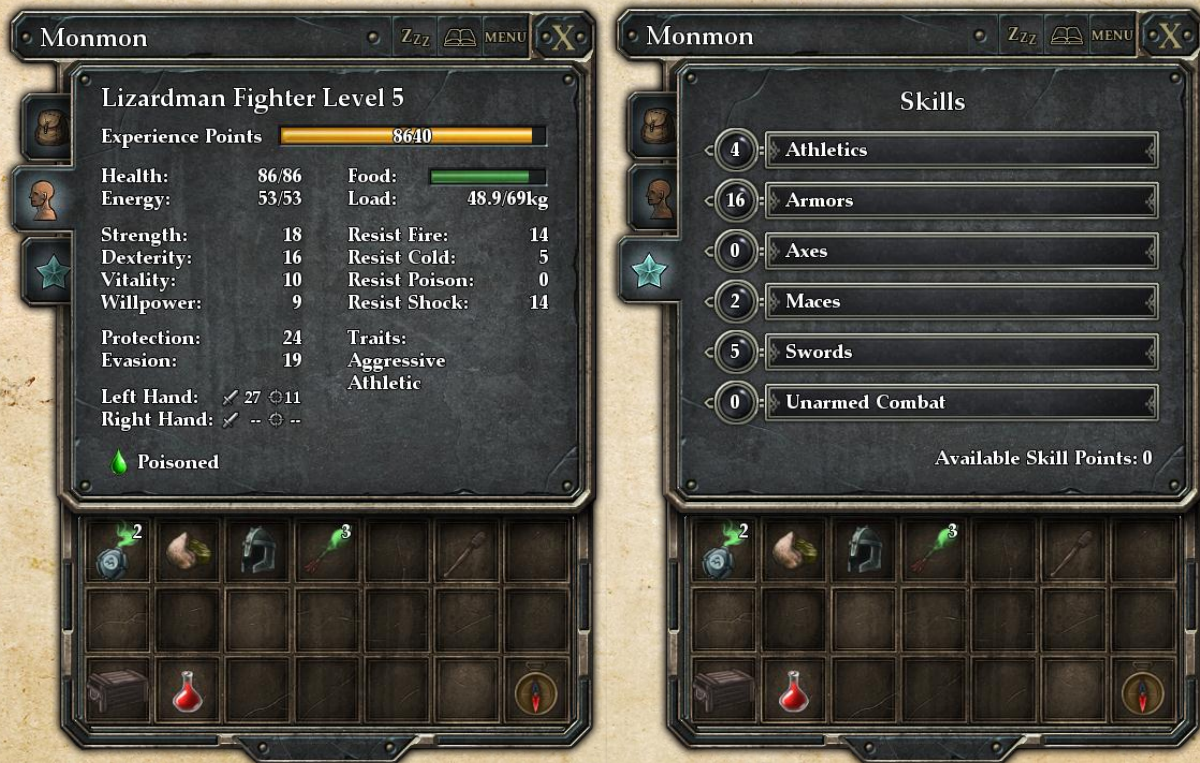 Monmon
Zzz
MENU
X
Lizardman Fighter Level 5
Experience Points 8640
Health: 86/86
Energy: 53/53
Food:
Load: 48.9/69kg
Strength: 18
Dexterity: 16
Vitality: 10
Willpower: 9
Resist Fire: 14
Resist Cold: 5
Resist Poison: 0
Resist Shock: 14
Protection: 24
Evasion: 19
Traits:
Aggressive
Athletic
Left Hand: 27 11
Right Hand: -- --
Poisoned
2
3
Monmon
Zzz
MENU
X
Skills
4 Athletics
16 Armors
0 Axes
2 Maces
5 Swords
0 Unarmed Combat
Available Skill Points: 0
2
3